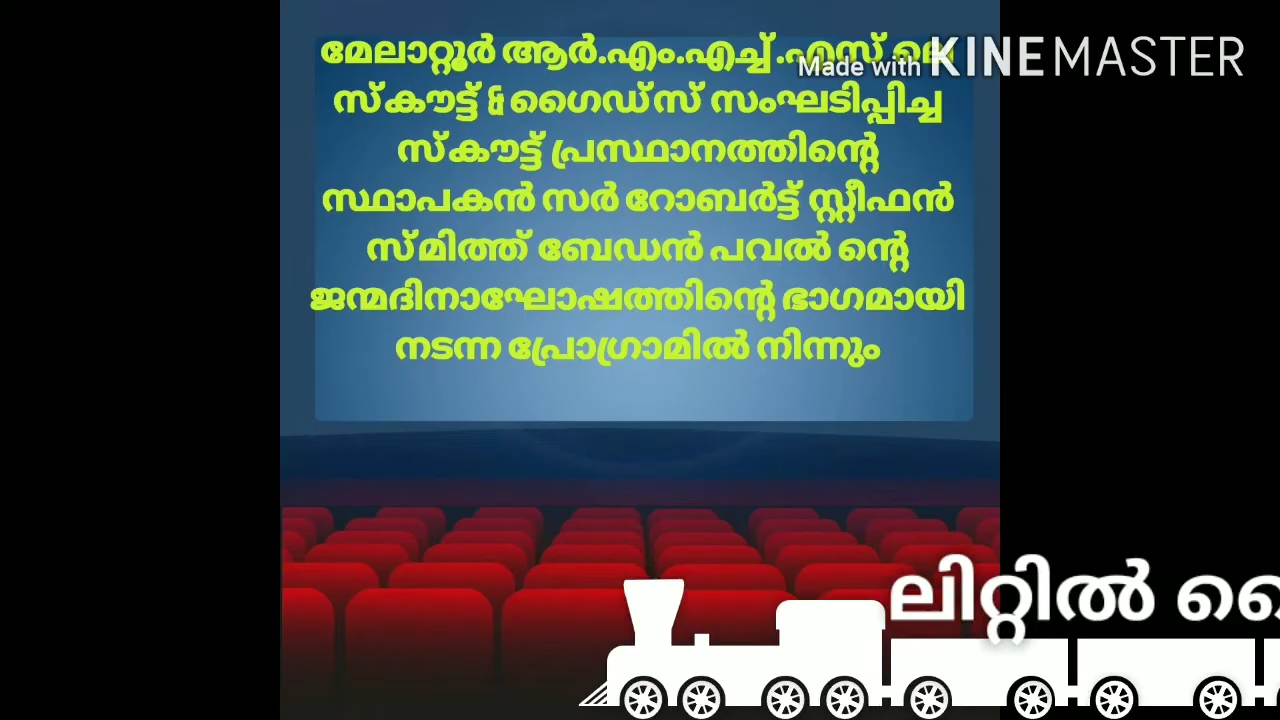 മേലാറ്റൂർ ആർ.എം.എച്ച്.എസ് ലെ
Made with KINEMASTER
സ്കൗട്ട് & ഗൈഡ്സ് സംഘടിപ്പിച്ച
സ്കൗട്ട് പ്രസ്ഥാനത്തിന്റെ
സ്ഥാപകൻ സർ റോബർട്ട് സ്റ്റീഫൻ
സ്മിത്ത് ബേഡൻ പവൽ ന്റെ
ജന്മദിനാഘോഷത്തിന്റെ ഭാഗമായി
നടന്ന പ്രോഗ്രാമിൽ നിന്നും
ലിറ്റിൽ